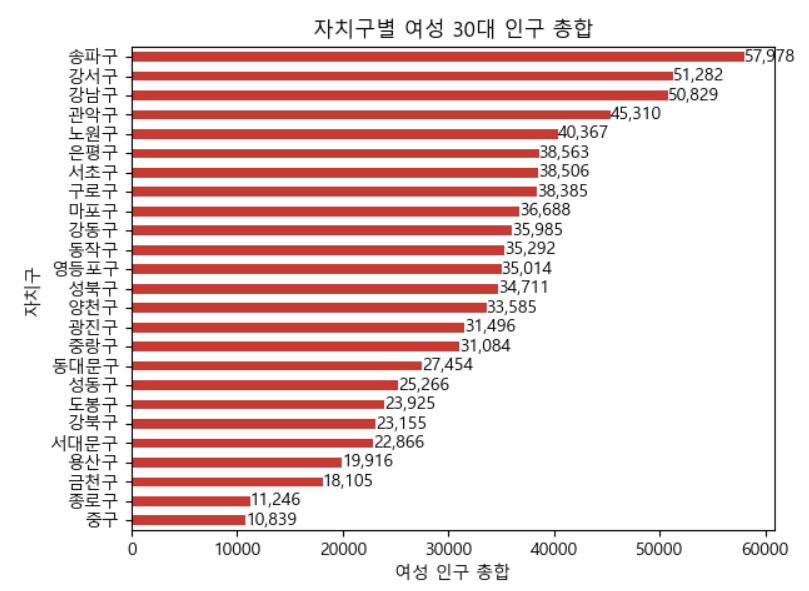 자치구별 여성 30대 인구 총합
자치구
송파구 57,978
강서구 51,282
강남구 50,829
관악구 45,310
노원구 40,367
은평구 38,563
서초구 38,506
구로구 38,385
마포구 36,688
강동구 35,985
동작구 35,292
영등포구 35,014
성북구 34,711
양천구 33,585
광진구 31,496
중랑구 31,084
동대문구 27,454
성동구 25,266
도봉구 23,925
강북구 23,155
서대문구 22,866
용산구 19,916
금천구 18,105
종로구 11,246
중구 10,839
0 10000 20000 30000 40000 50000 60000
여성 인구 총합